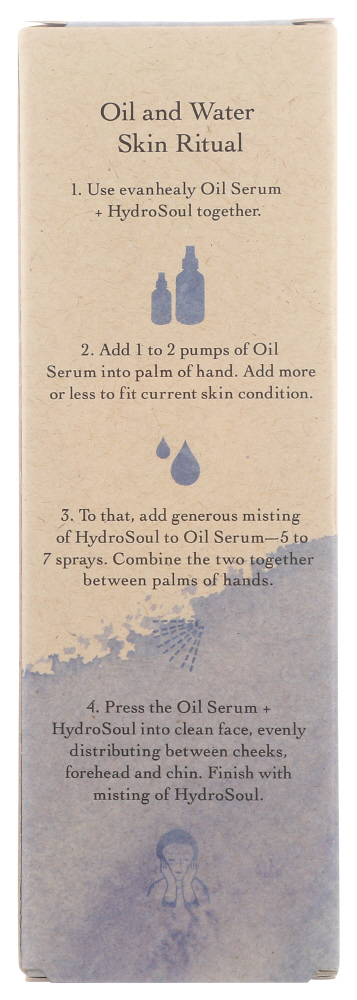 Oil and Water
Skin Ritual
1. Use evanhealy Oil Serum
+ HydroSoul together.
2. Add 1 to 2 pumps of Oil
Serum into palm of hand. Add more
or less to fit current skin condition.
3. To that, add generous misting
of HydroSoul to Oil Serum—5 to
7 sprays. Combine the two together
between palms of hands.
4. Press the Oil Serum +
HydroSoul into clean face, evenly
distributing between cheeks,
forehead and chin. Finish with
misting of HydroSoul.